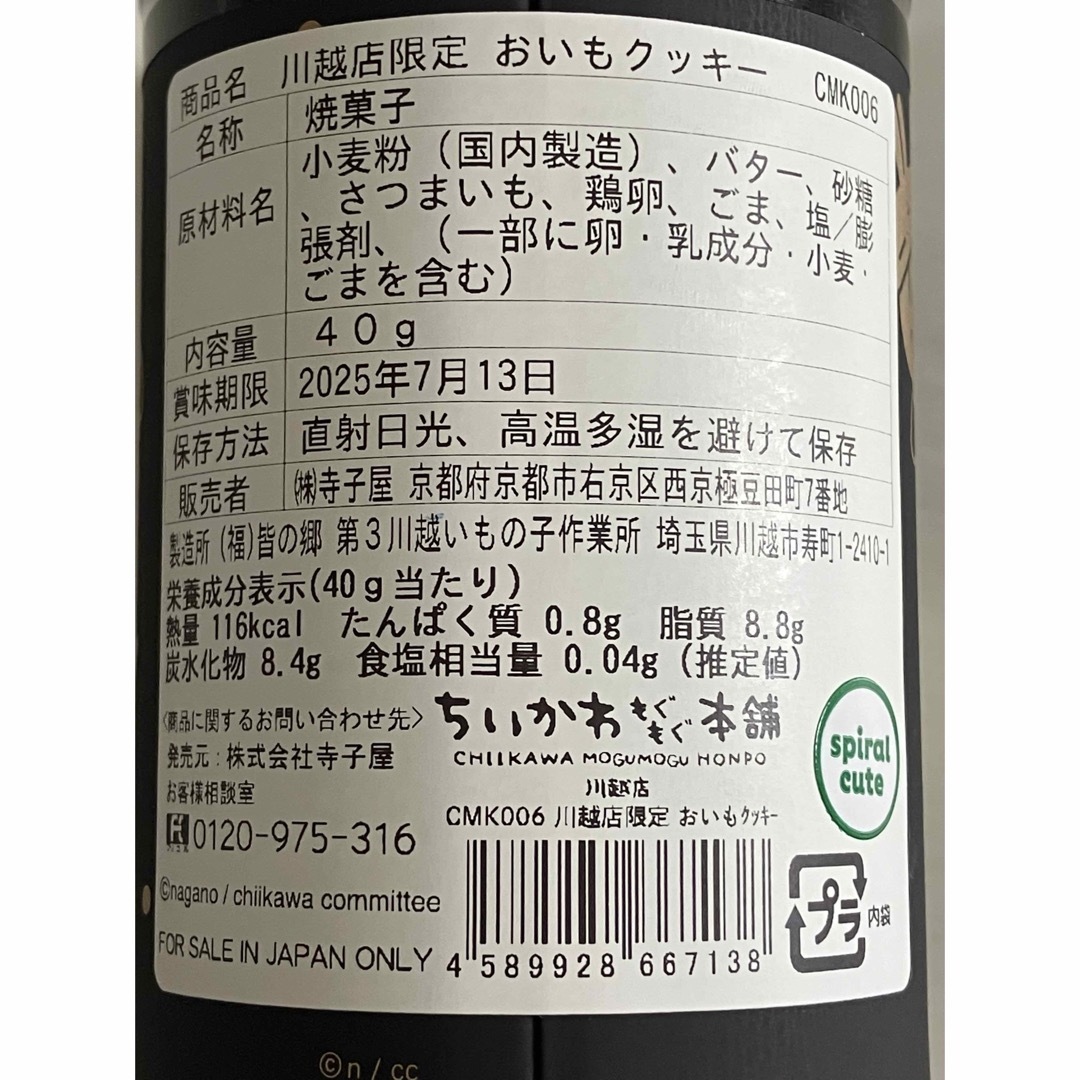 商品名 川越店限定 おいもクッキー CMK006
名称 焼菓子
原材料名 小麦粉（国内製造）、バター、砂糖
、さつまいも、鶏卵、ごま、塩／膨
張剤、（一部に卵・乳成分・小麦・
ごまを含む）
内容量 ４０ｇ
賞味期限 2025年7月13日
保存方法 直射日光、高温多湿を避けて保存
販売者 ㈱寺子屋 京都府京都市右京区西京極豆田町7番地
製造所 (福)皆の郷 第３川越いもの子作業所 埼玉県川越市寿町1-2410-1
栄養成分表示(40ｇ当たり)
熱量 116kcal たんぱく質 0.8g 脂質 8.8g
炭水化物 8.4g 食塩相当量 0.04g (推定値)
〈商品に関するお問い合わせ先〉
発売元：株式会社寺子屋
お客様相談室
0120-975-316
©nagano / chiikawa committee
FOR SALE IN JAPAN ONLY
ちいかわもぐもぐ本舗
CHIIKAWA MOGUMOGU HONPO
川越店
CMK006 川越店限定 おいもクッキー
4 589928 667138
spiral
cute
プラ
内袋
©n / cc